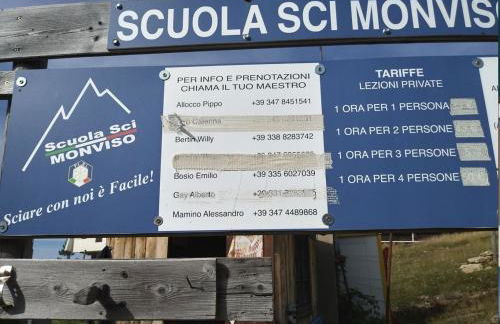 SCUOLA SCI MONVISO
Scuola Sci
MONVISO
Sciare con noi è Facile!
PER INFO E PRENOTAZIONI
CHIAMA IL TUO MAESTRO
Allocco Pippo +39 347 8451541
Bertin Willy +39 338 8283742
Bosio Emilio +39 335 6027039
Gay Alberto
Mamino Alessandro +39 347 4489868
TARIFFE
LEZIONI PRIVATE
1 ORA PER 1 PERSONA
1 ORA PER 2 PERSONE
1 ORA PER 3 PERSONE
1 ORA PER 4 PERSONE